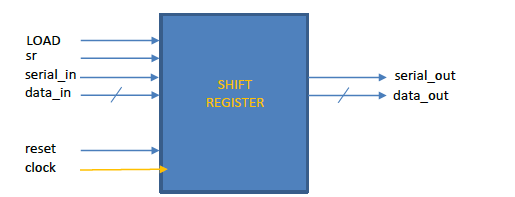 LOAD
sr
serial_in
data_in
reset
clock
SHIFT
REGISTER
serial_out
data_out